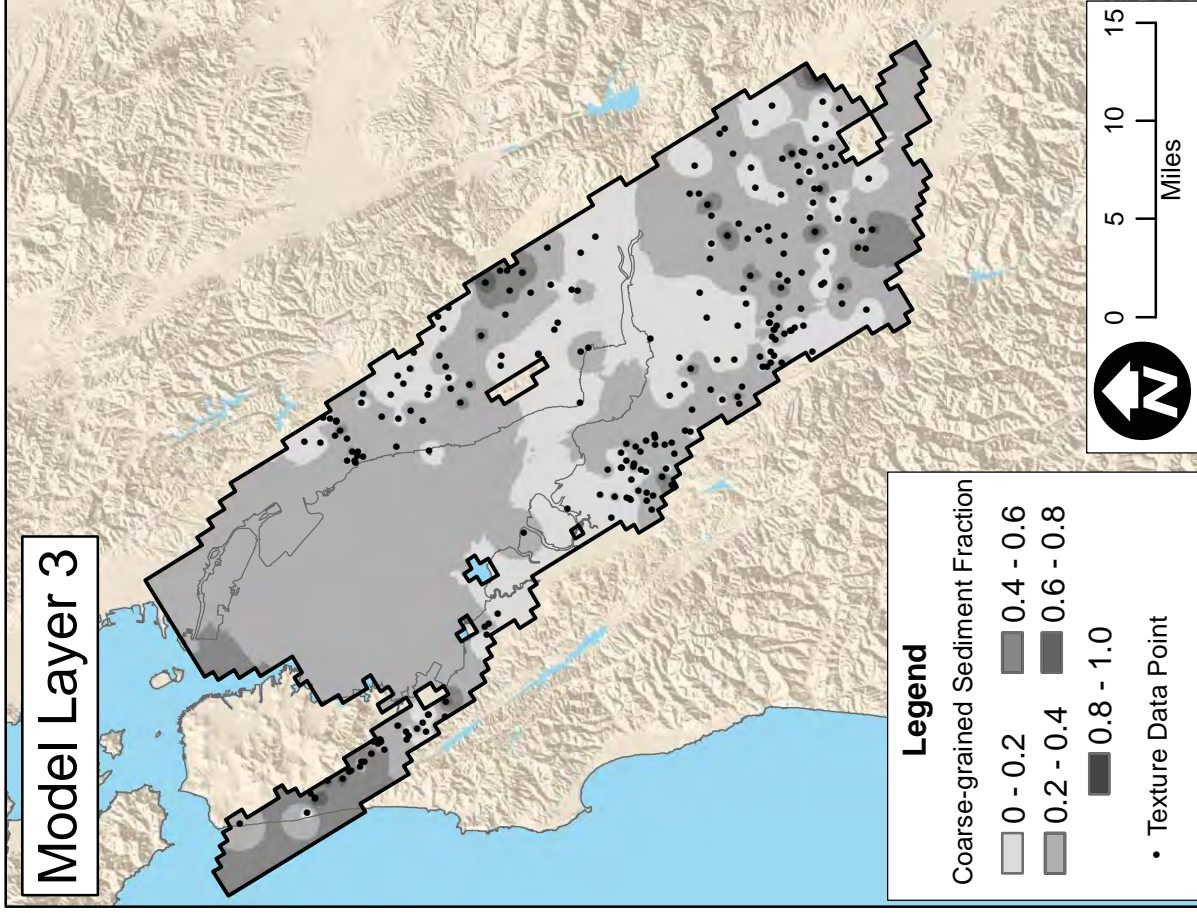 Model Layer 3
Legend
Coarse-grained Sediment Fraction
0 - 0.2
0.2 - 0.4
0.4 - 0.6
0.6 - 0.8
0.8 - 1.0
Texture Data Point
N
0 5 10 15
Miles